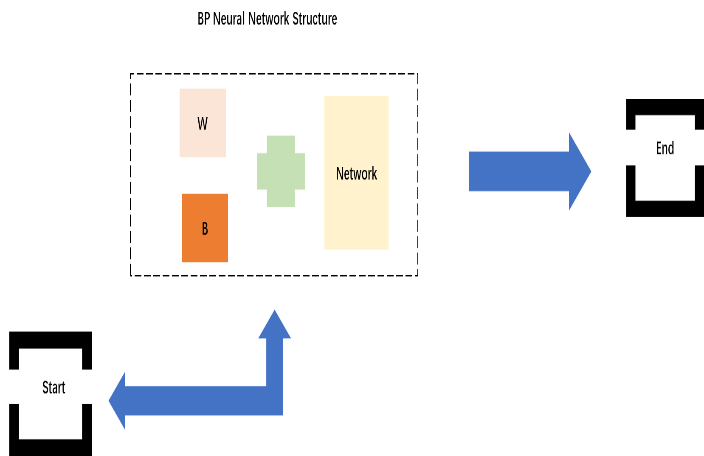 BP Neural Network Structure
W
B
Network
End
Start